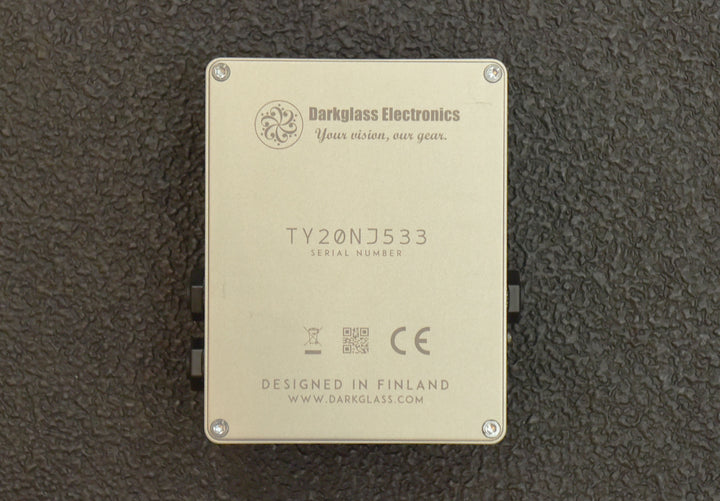 Darkglass Electronics
Your vision, our gear.
TY20NJ533
SERIAL NUMBER
CE
DESIGNED IN FINLAND
WWW.DARKGLASS.COM